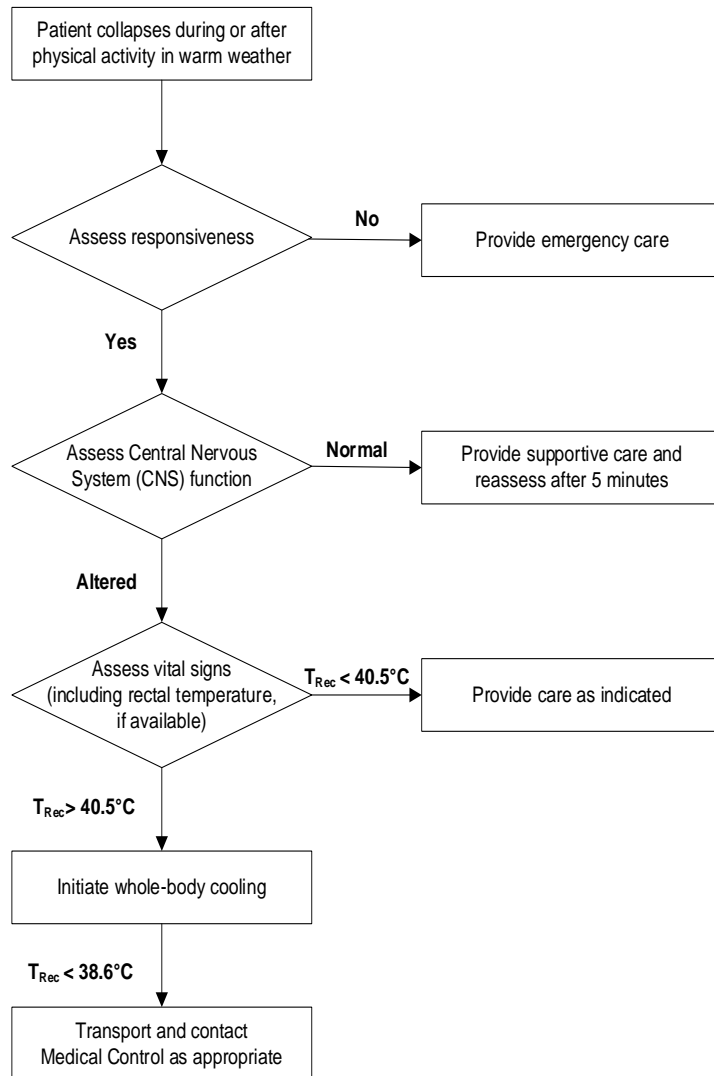 Patient collapses during or after
physical activity in warm weather
Assess responsiveness
No
Provide emergency care
Yes
Assess Central Nervous
System (CNS) function
Normal
Provide supportive care and
reassess after 5 minutes
Altered
Assess vital signs
(including rectal temperature,
if available)
TRec < 40.5°C
Provide care as indicated
TRec> 40.5°C
Initiate whole-body cooling
TRec < 38.6°C
Transport and contact
Medical Control as appropriate